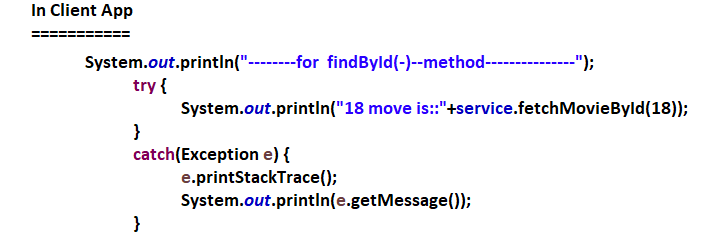 In Client App
===========
System.out.println("--------for  findById(-)--method---------------");
try {
System.out.println("18 move is::"+service.fetchMovieById(18));
}
catch(Exception e) {
e.printStackTrace();
System.out.println(e.getMessage());
}